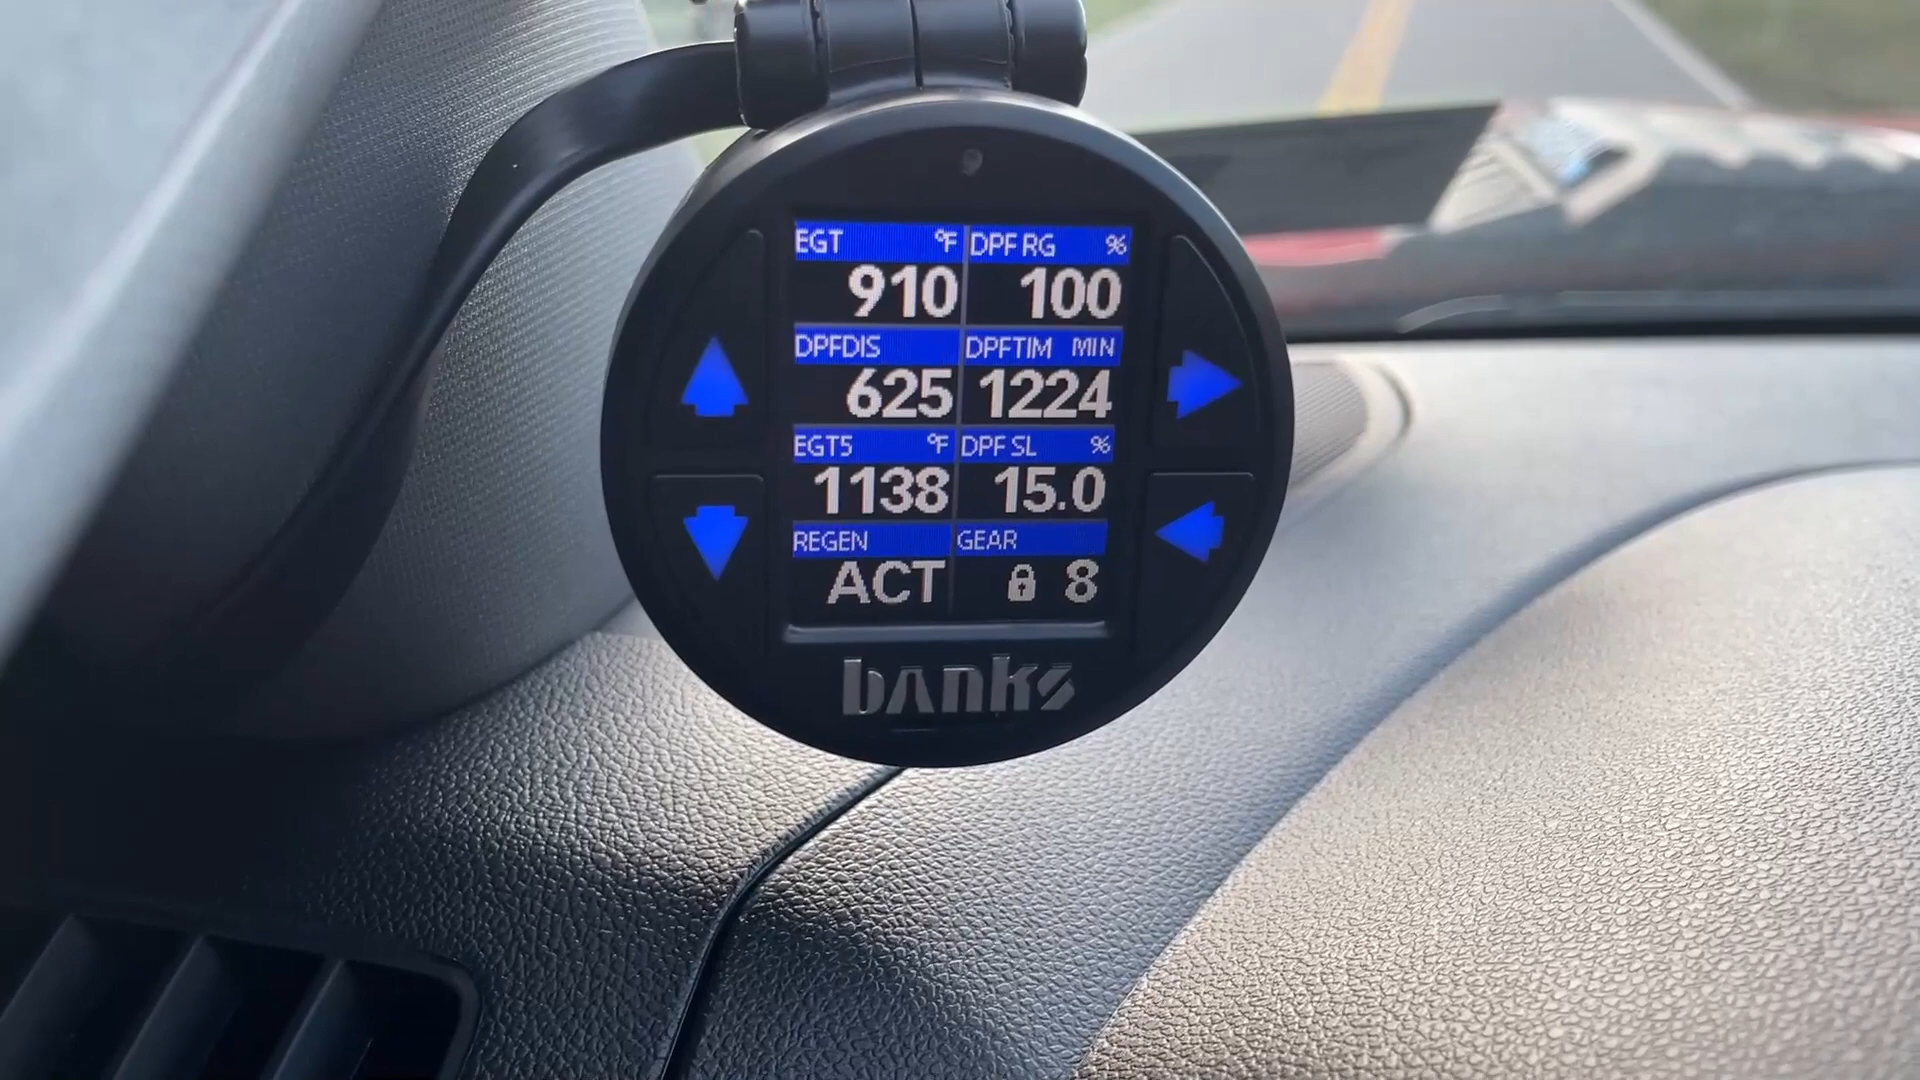 EGT °F DPF RG %
910 100
DPFDIS DPFTIM MIN
625 1224
EGT5 °F DPF SL %
1138 15.0
REGEN GEAR
ACT 8
banks